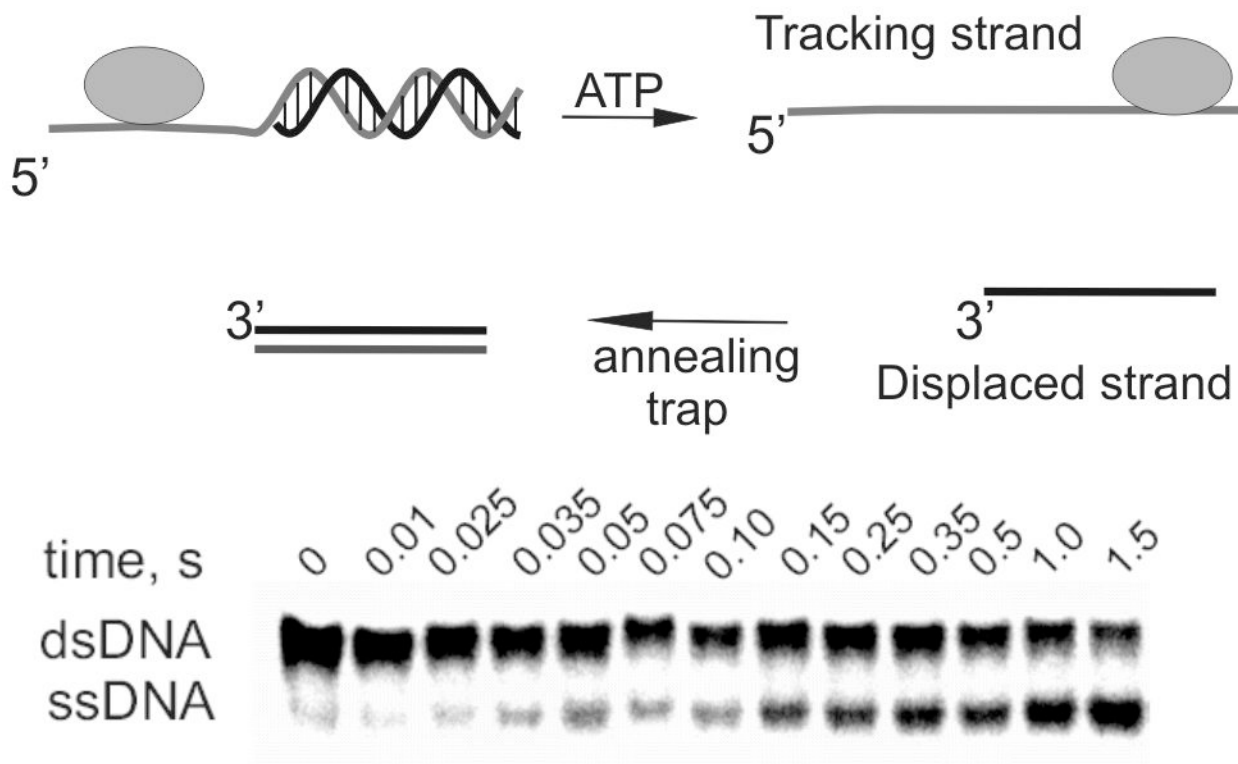 Tracking strand
ATP
5’
5’
3’
3’
annealing
trap
Displaced strand
time, s 0 0.01 0.025 0.035 0.05 0.075 0.10 0.15 0.25 0.35 0.5 1.0 1.5
dsDNA
ssDNA